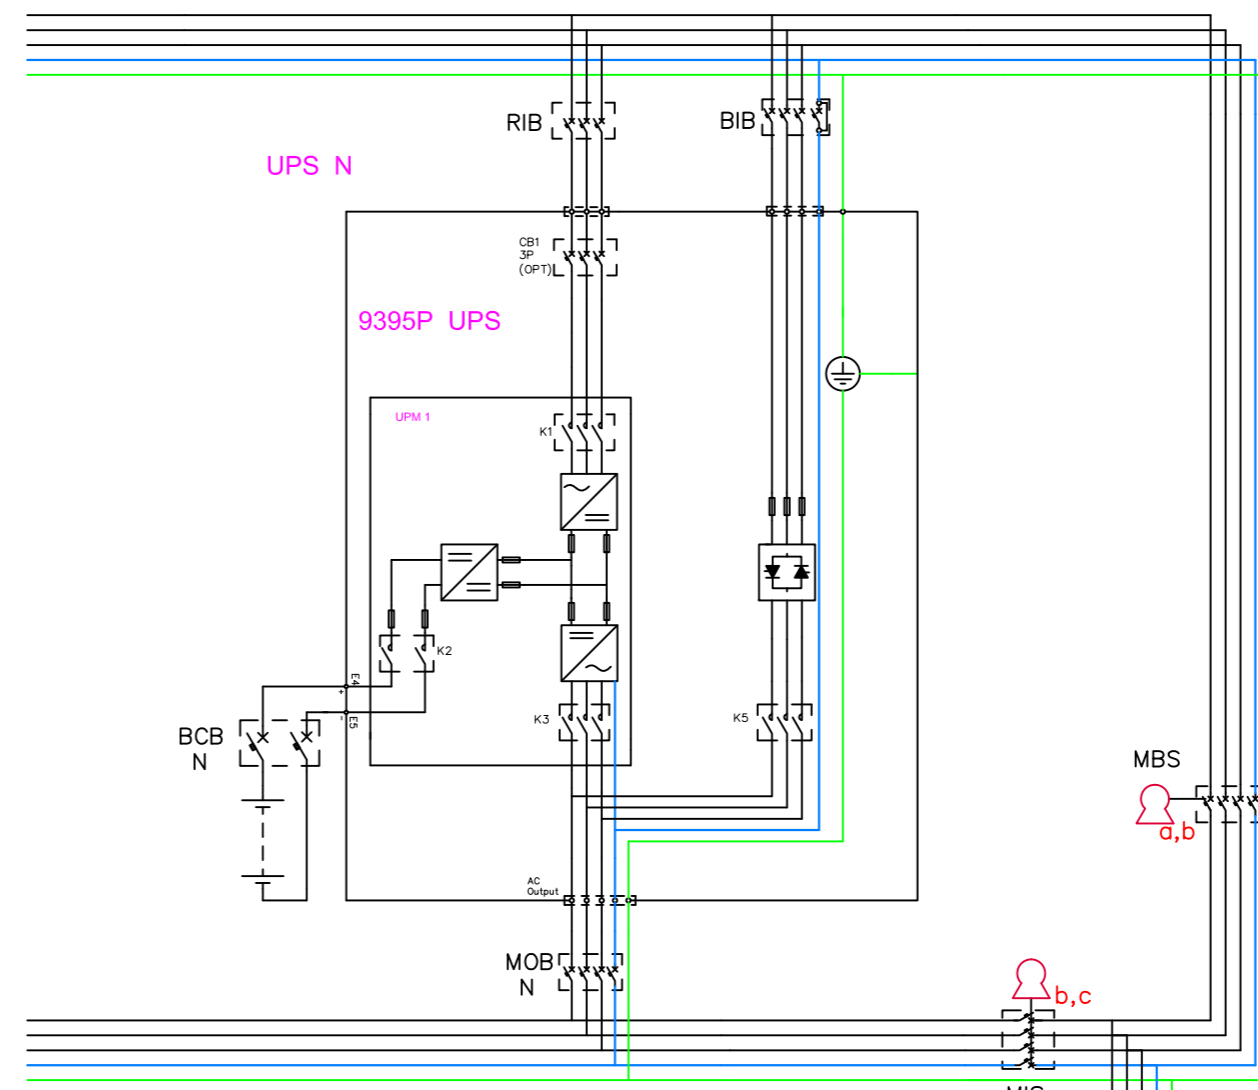 RIB
BIB
UPS N
CB1
3P
(OPT)
9395P UPS
UPM 1
K1
K2
E4
+
E5
-
K3
K5
BCB
N
MBS
a,b
AC
Output
MOB
N
b,c